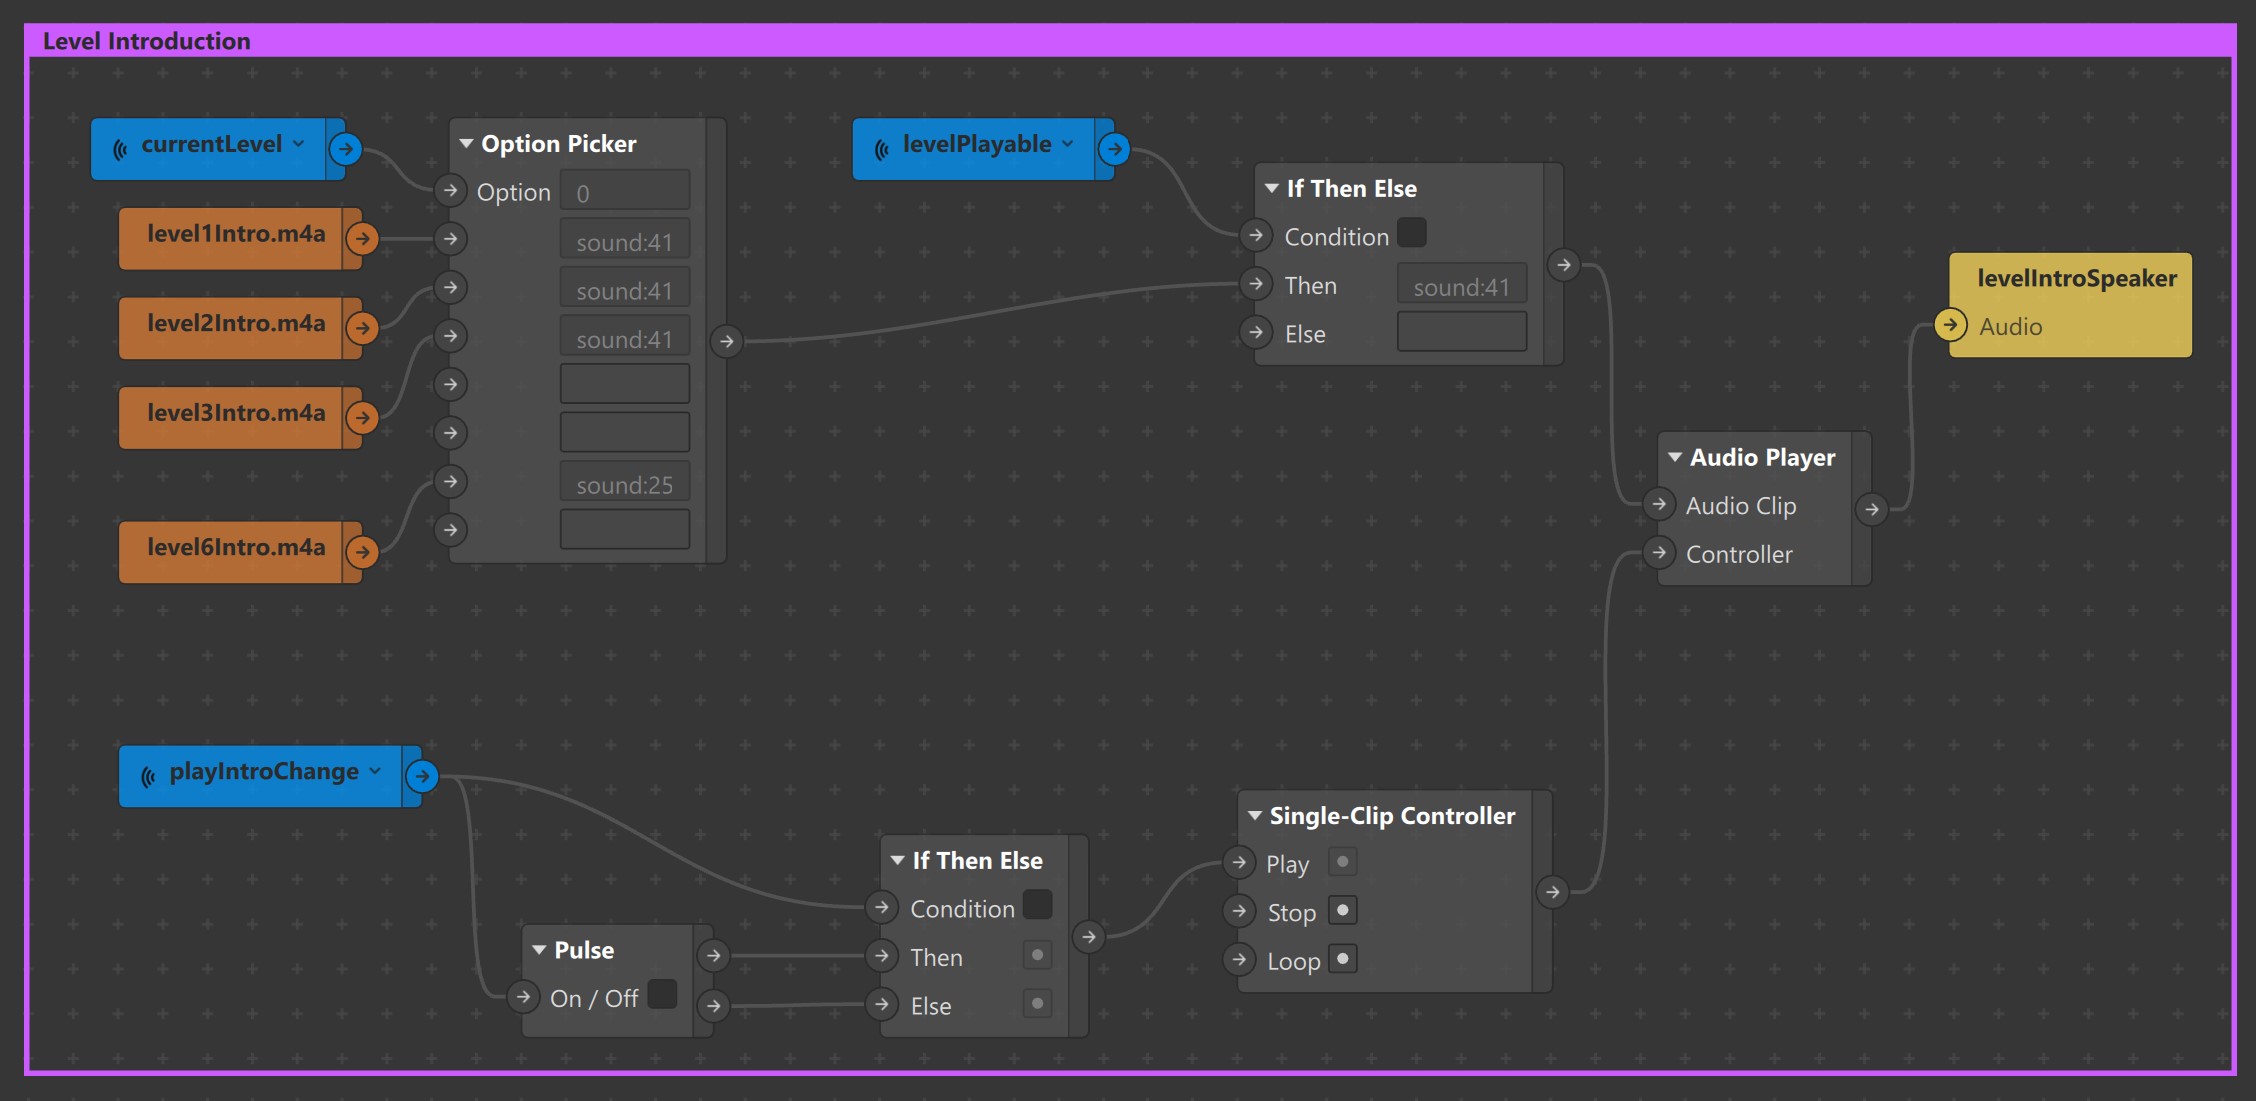 Level Introduction
currentLevel
level1Intro.m4a
level2Intro.m4a
level3Intro.m4a
level6Intro.m4a
Option Picker
Option 0
sound:41
sound:41
sound:41
sound:25
levelPlayable
If Then Else
Condition
Then sound:41
Else
levelIntroSpeaker
Audio
Audio Player
Audio Clip
Controller
playIntroChange
Pulse
On / Off
If Then Else
Condition
Then
Else
Single-Clip Controller
Play
Stop
Loop